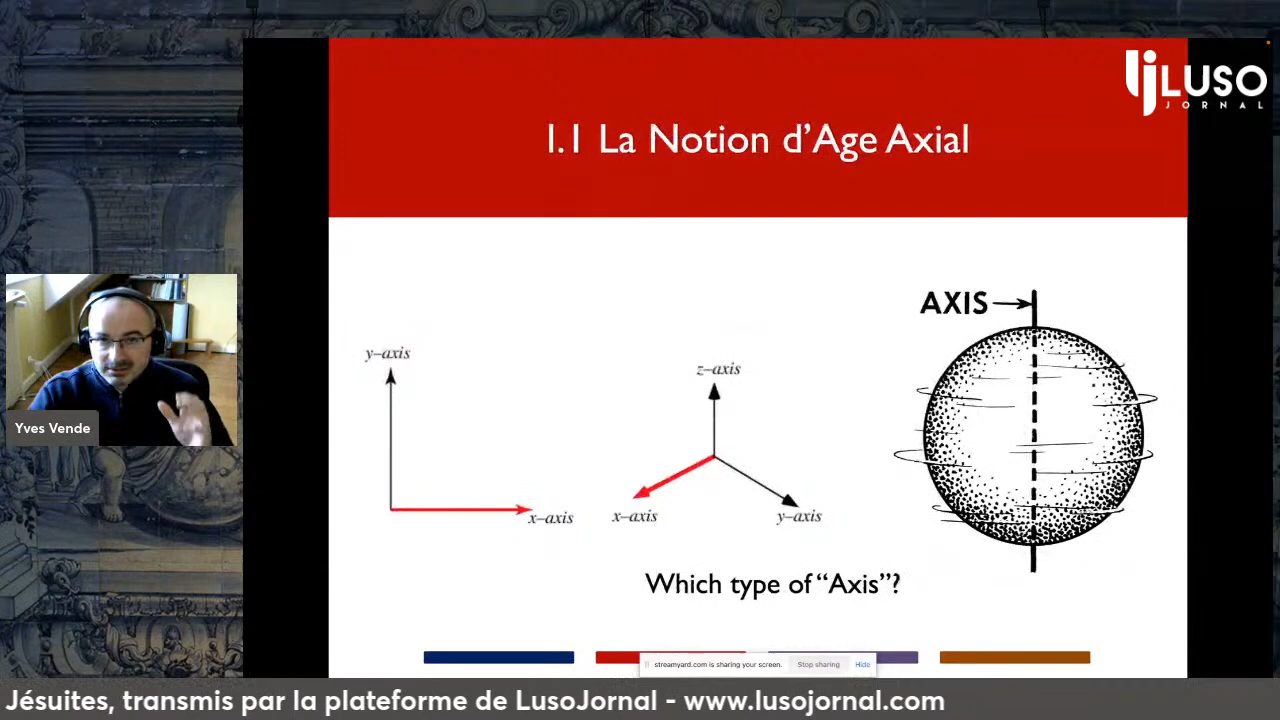 LUSO
JORNAL
1.1 La Notion d'Age Axial
AXIS
y-axis
x-axis
z-axis
x-axis
y-axis
Yves Vende
Which type of "Axis"?
streamyard.com is sharing your screen.
Stop sharing
Hide
Jésuites, transmis par la plateforme de LusoJornal - www.lusojornal.com